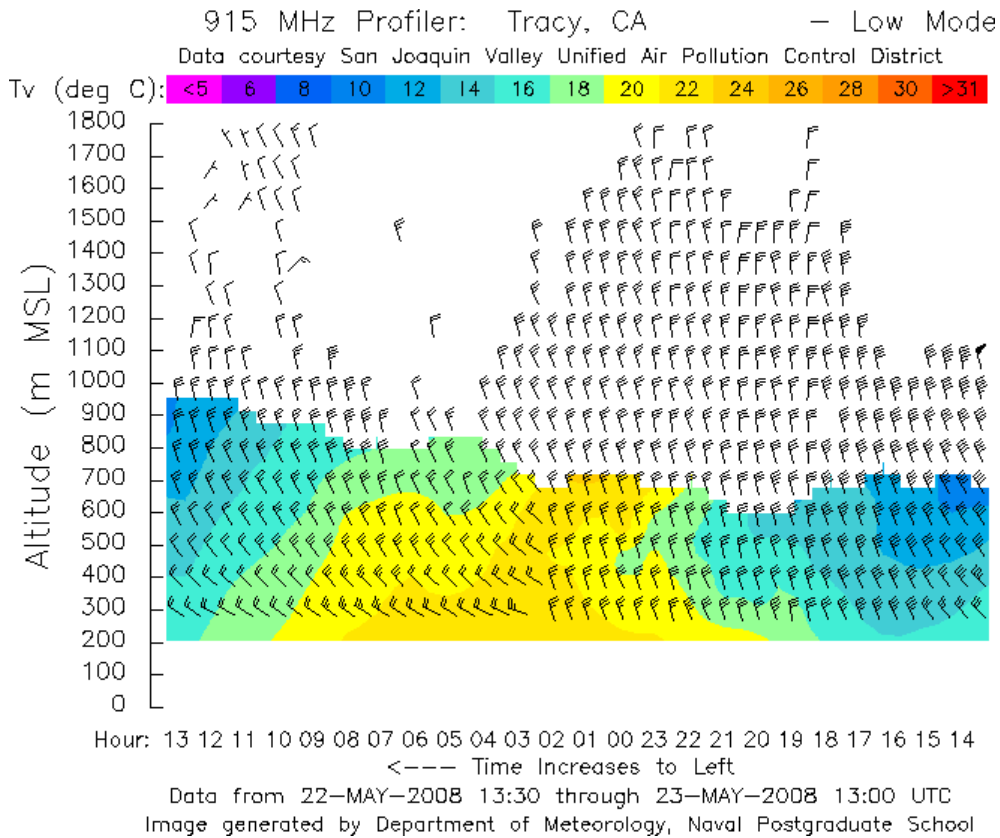 915 MHz Profiler: Tracy, CA – Low Mode
Data courtesy San Joaquin Valley Unified Air Pollution Control District
Tv (deg C): <5 6 8 10 12 14 16 18 20 22 24 26 28 30 >31
1800
1700
1600
1500
1400
1300
1200
1100
1000
900
800
700
600
500
400
300
200
100
0
Altitude (m MSL)
Hour: 13 12 11 10 09 08 07 06 05 04 03 02 01 00 23 22 21 20 19 18 17 16 15 14
<--- Time Increases to Left
Data from 22-MAY-2008 13:30 through 23-MAY-2008 13:00 UTC
Image generated by Department of Meteorology, Naval Postgraduate School